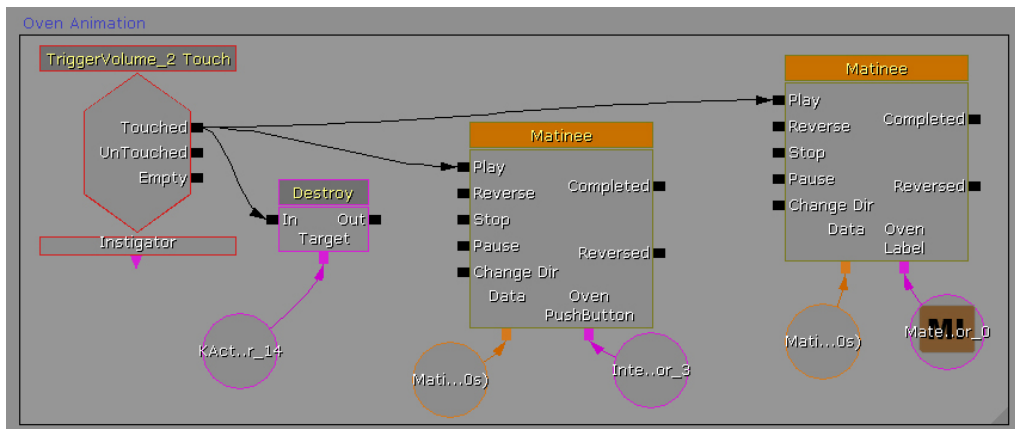 Oven Animation
TriggerVolume_2 Touch
Touched
UnTouched
Empty
Instigator
Destroy
In Out
Target
KAct...r_14
Matinee
Play
Reverse
Stop
Pause
Change Dir
Completed
Reversed
Data Oven
PushButton
Mati...0s)
Inte...or_3
Matinee
Play
Reverse
Stop
Pause
Change Dir
Completed
Reversed
Data Oven
Label
Mati...0s)
MI
Mate...or_0